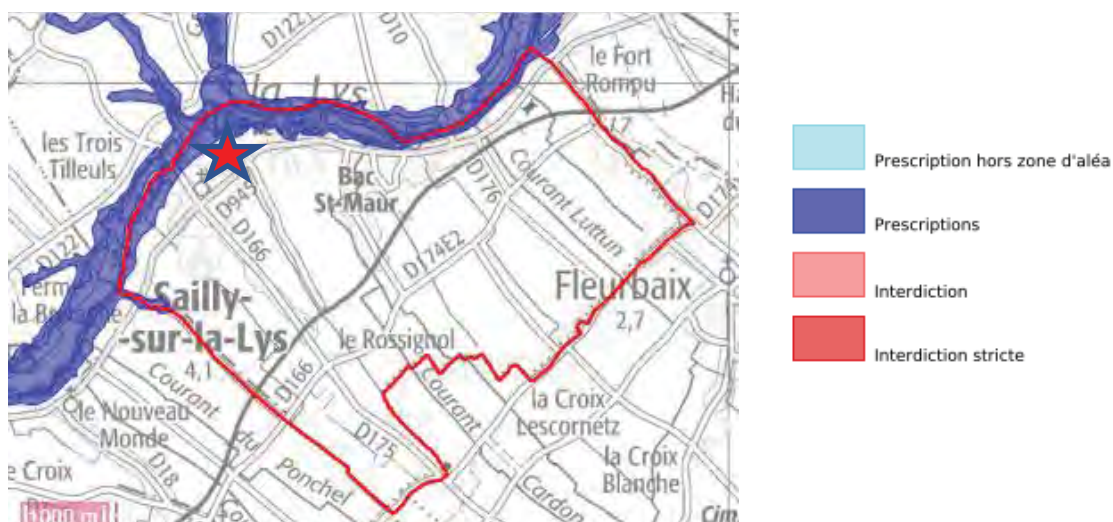 D122
D10
le Fort
Rompu
la Lys
les Trois
Tilleuls
17
Bac
St-Maur
D176
Courant Luttun
D174
D945
D166
D122
D174E2
Ferm
Fleurbaix
2,7
Sailly-
-sur-la-Lys
4,1
le Rossignol
D166
Courant
du
Ponchel
Courant
la Croix
Lescornetz
le Nouveau
Monde
D175
D18
la Croix
Blanche
Croix
Cardon
Prescription hors zone d'aléa
Prescriptions
Interdiction
Interdiction stricte